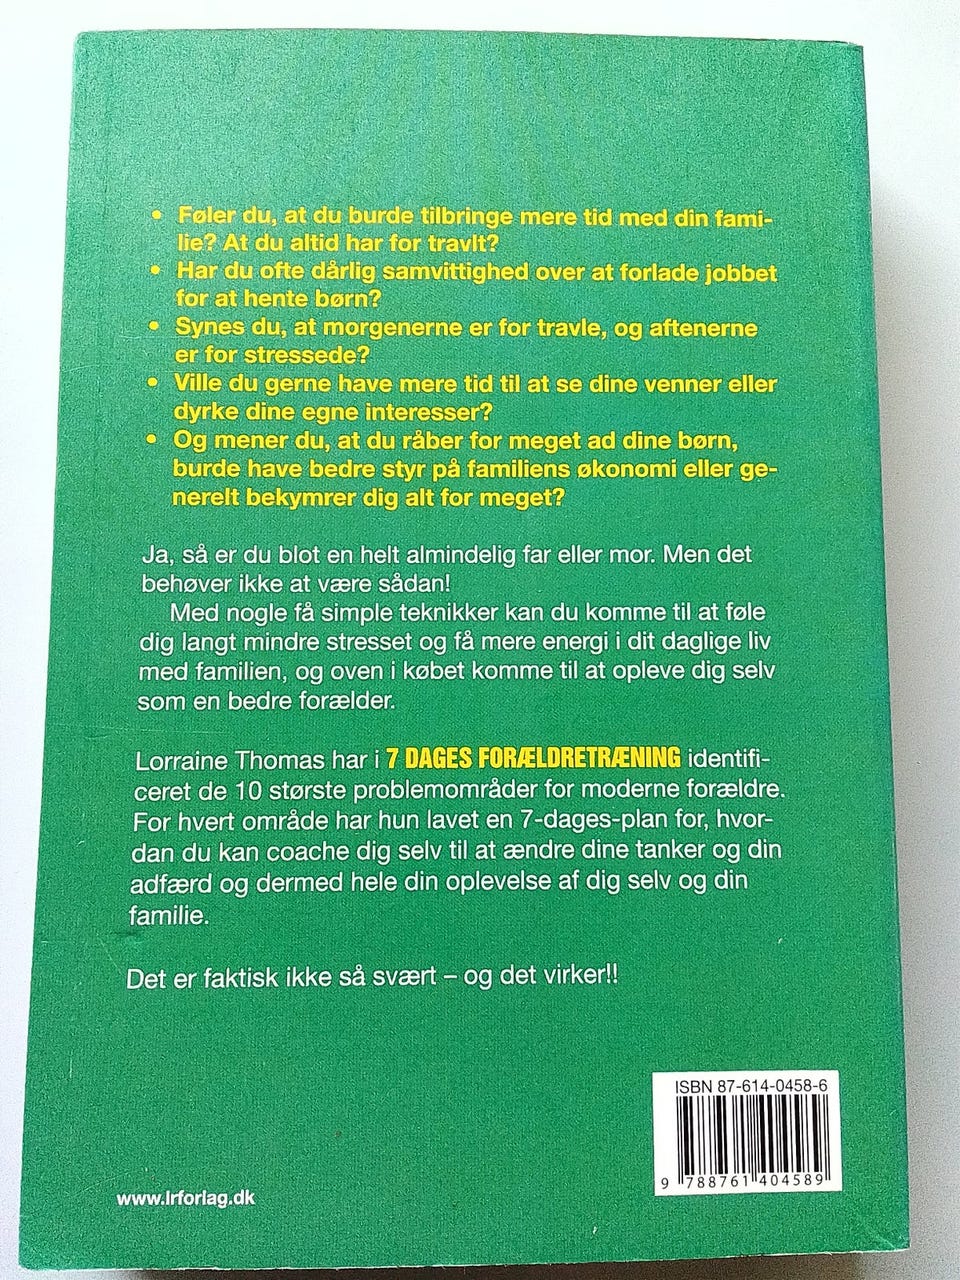 • Føler du, at du burde tilbringe mere tid med din fami-
lie? At du altid har for travlt?
• Har du ofte dårlig samvittighed over at forlade jobbet
for at hente børn?
• Synes du, at morgenerne er for travle, og aftenerne
er for stressede?
• Ville du gerne have mere tid til at se dine venner eller
dyrke dine egne interesser?
• Og mener du, at du råber for meget ad dine børn,
burde have bedre styr på familiens økonomi eller ge-
nerelt bekymrer dig alt for meget?
Ja, så er du blot en helt almindelig far eller mor. Men det
behøver ikke at være sådan!
Med nogle få simple teknikker kan du komme til at føle
dig langt mindre stresset og få mere energi i dit daglige liv
med familien, og oven i købet komme til at opleve dig selv
som en bedre forælder.
Lorraine Thomas har i 7 DAGES FORÆLDRETRÆNING identifi-
ceret de 10 største problemområder for moderne forældre.
For hvert område har hun lavet en 7-dages-plan for, hvor-
dan du kan coache dig selv til at ændre dine tanker og din
adfærd og dermed hele din oplevelse af dig selv og din
familie.
Det er faktisk ikke så svært – og det virker!!
ISBN 87-614-0458-6
9 788761 404589
www.lrforlag.dk